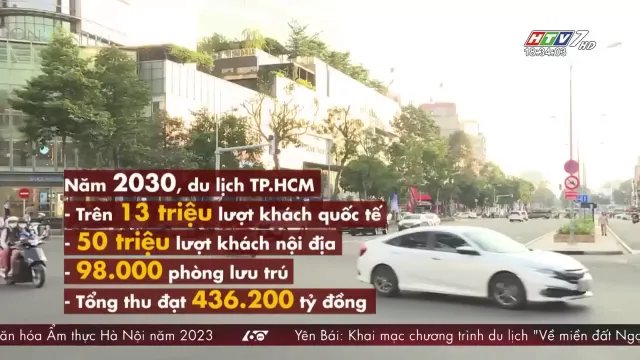 HTV7 HD
18:34:03
Năm 2030, du lịch TP.HCM
- Trên 13 triệu lượt khách quốc tế
- 50 triệu lượt khách nội địa
- 98.000 phòng lưu trú
- Tổng thu đạt 436.200 tỷ đồng
ăn hóa Ẩm thực Hà Nội năm 2023 60 Yên Bái: Khai mạc chương trình du lịch "Về miền đất Ngọ